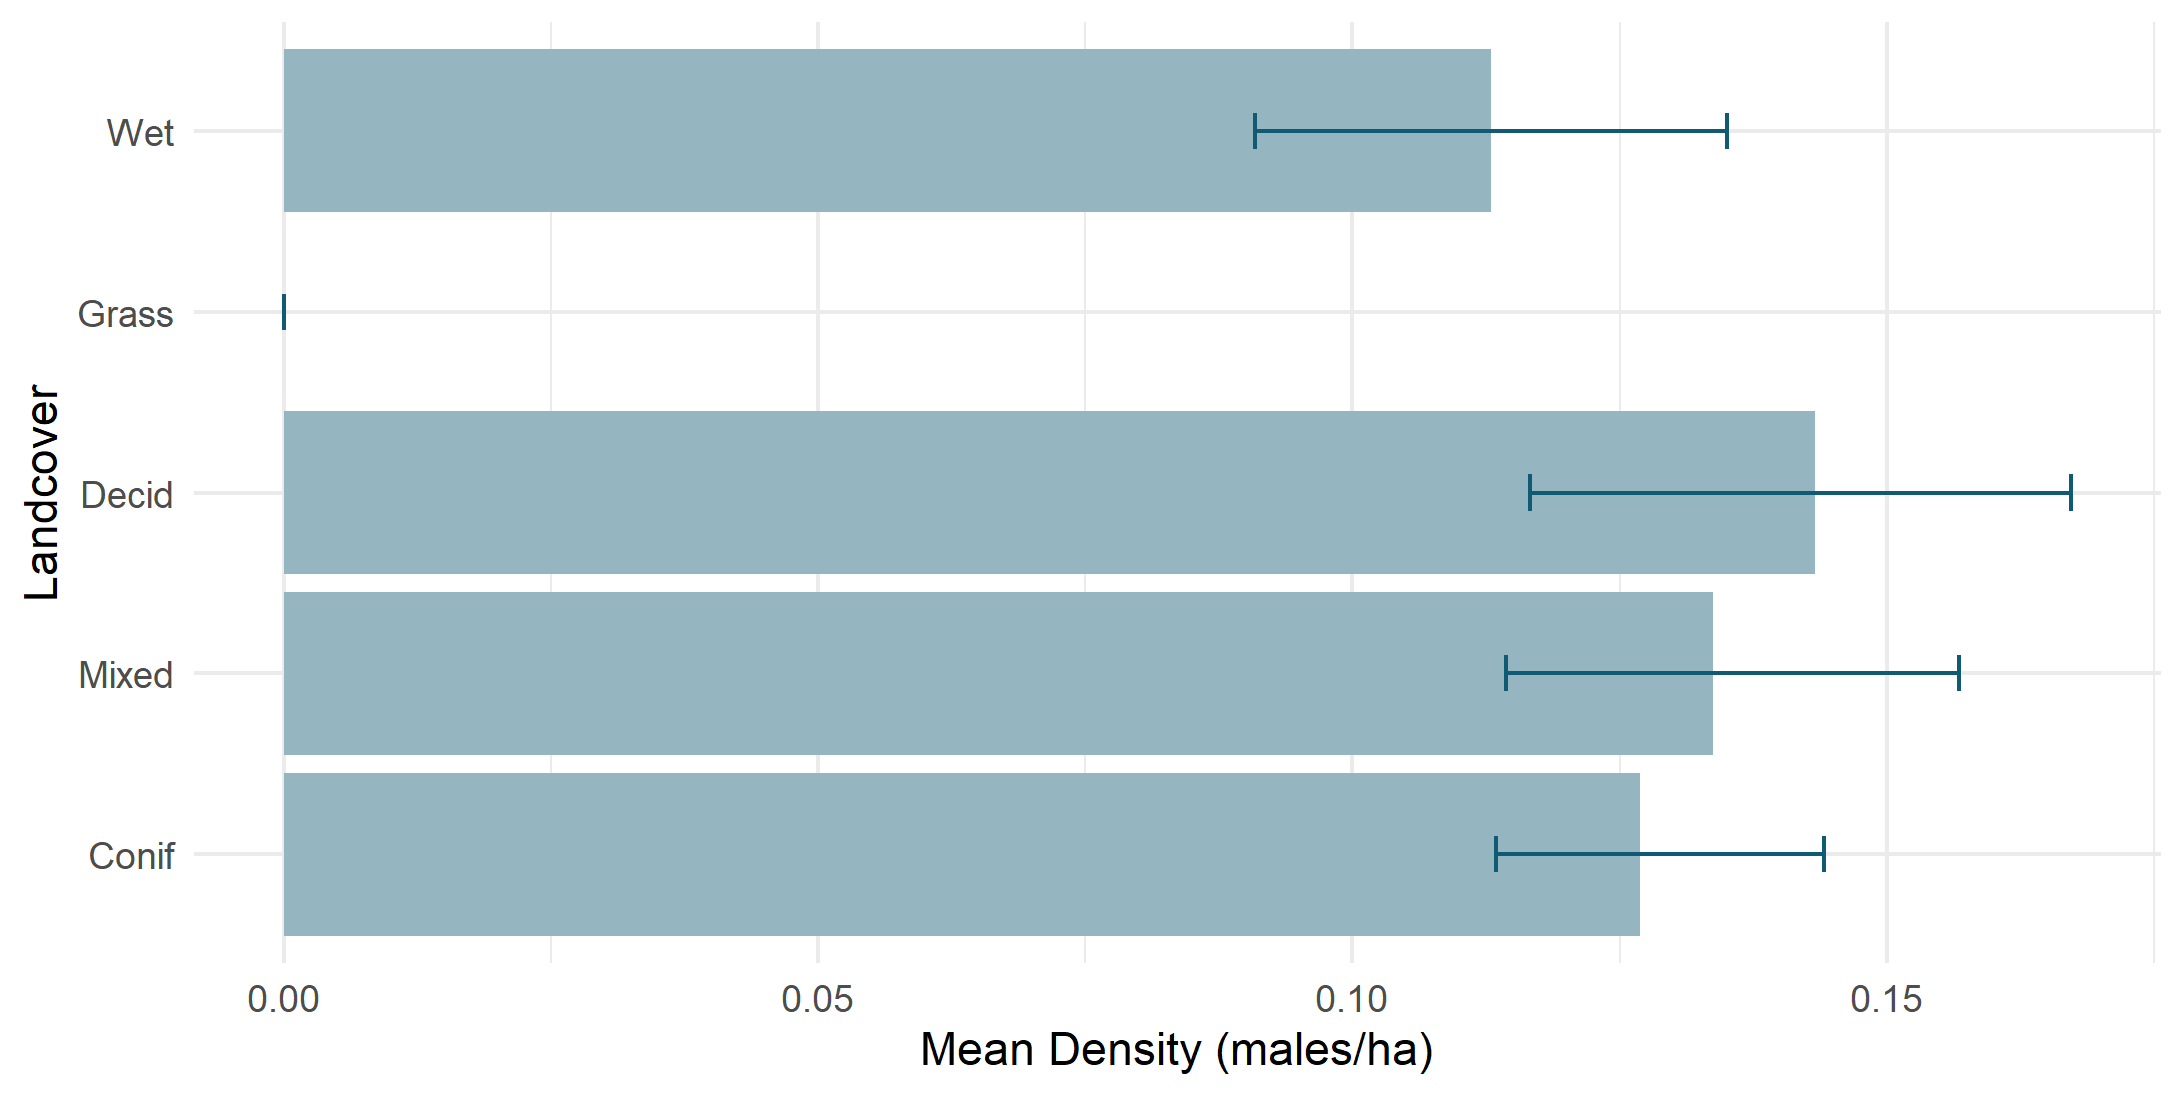 Landcover
Wet
Grass
Decid
Mixed
Conif
0.00 0.05 0.10 0.15
Mean Density (males/ha)